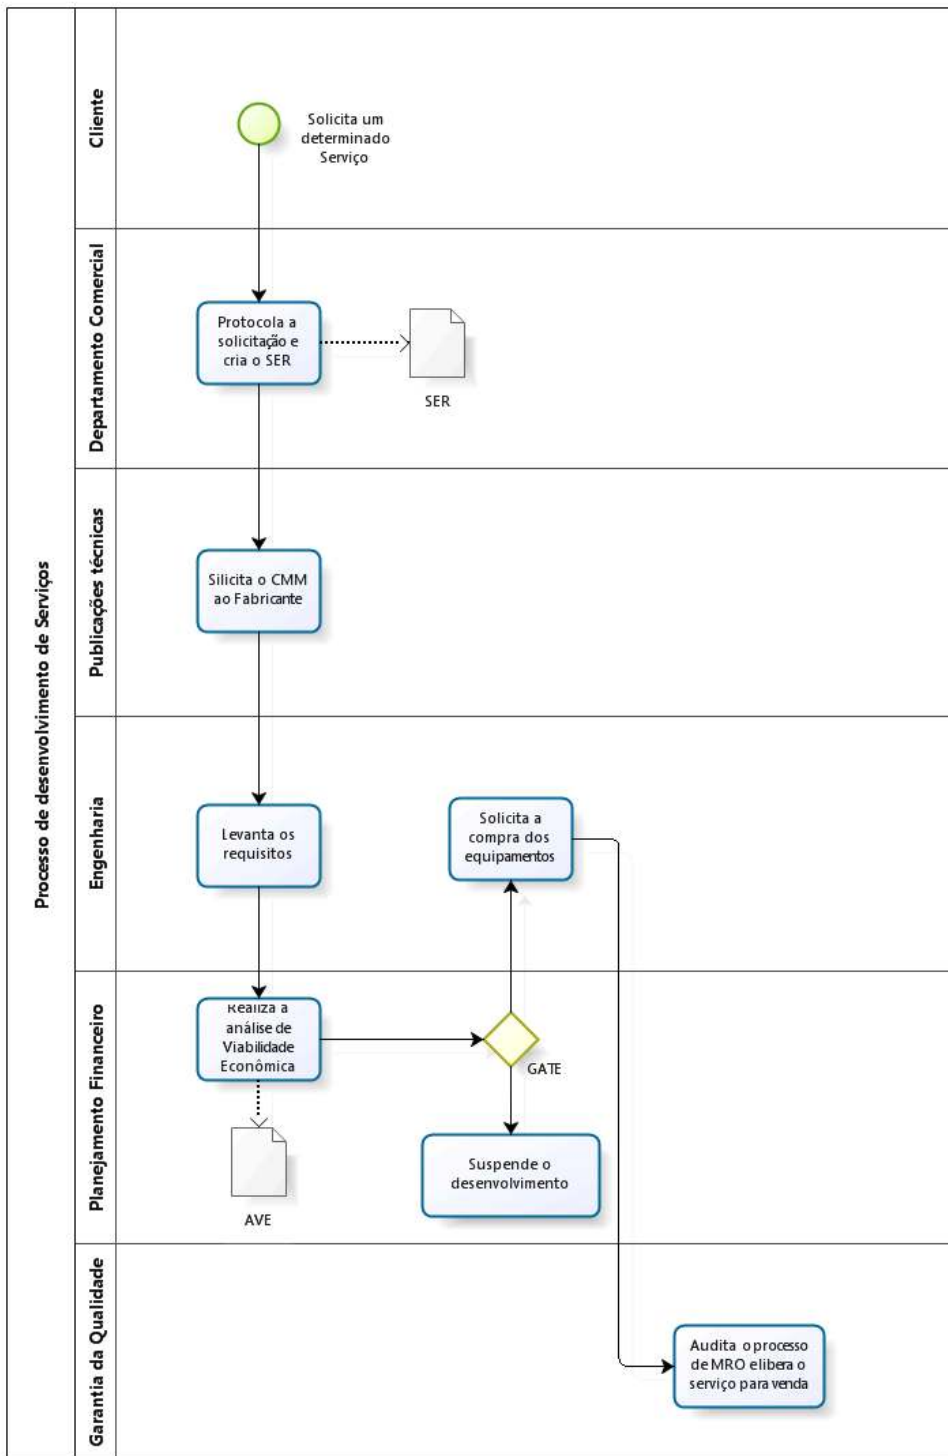 Processo de desenvolvimento de Serviços
Cliente
Solicita um
determinado
Serviço
Departamento Comercial
Protocola a
solicitação e
cria o SER
SER
Publicações técnicas
Silicita o CMM
ao Fabricante
Engenharia
Levanta os
requisitos
Solicita a
compra dos
equipamentos
Planejamento Financeiro
Realiza a
análise de
Viabilidade
Econômica
GATE
Suspende o
desenvolvimento
AVE
Garantia da Qualidade
Audita o processo
de MRO e libera o
serviço para venda